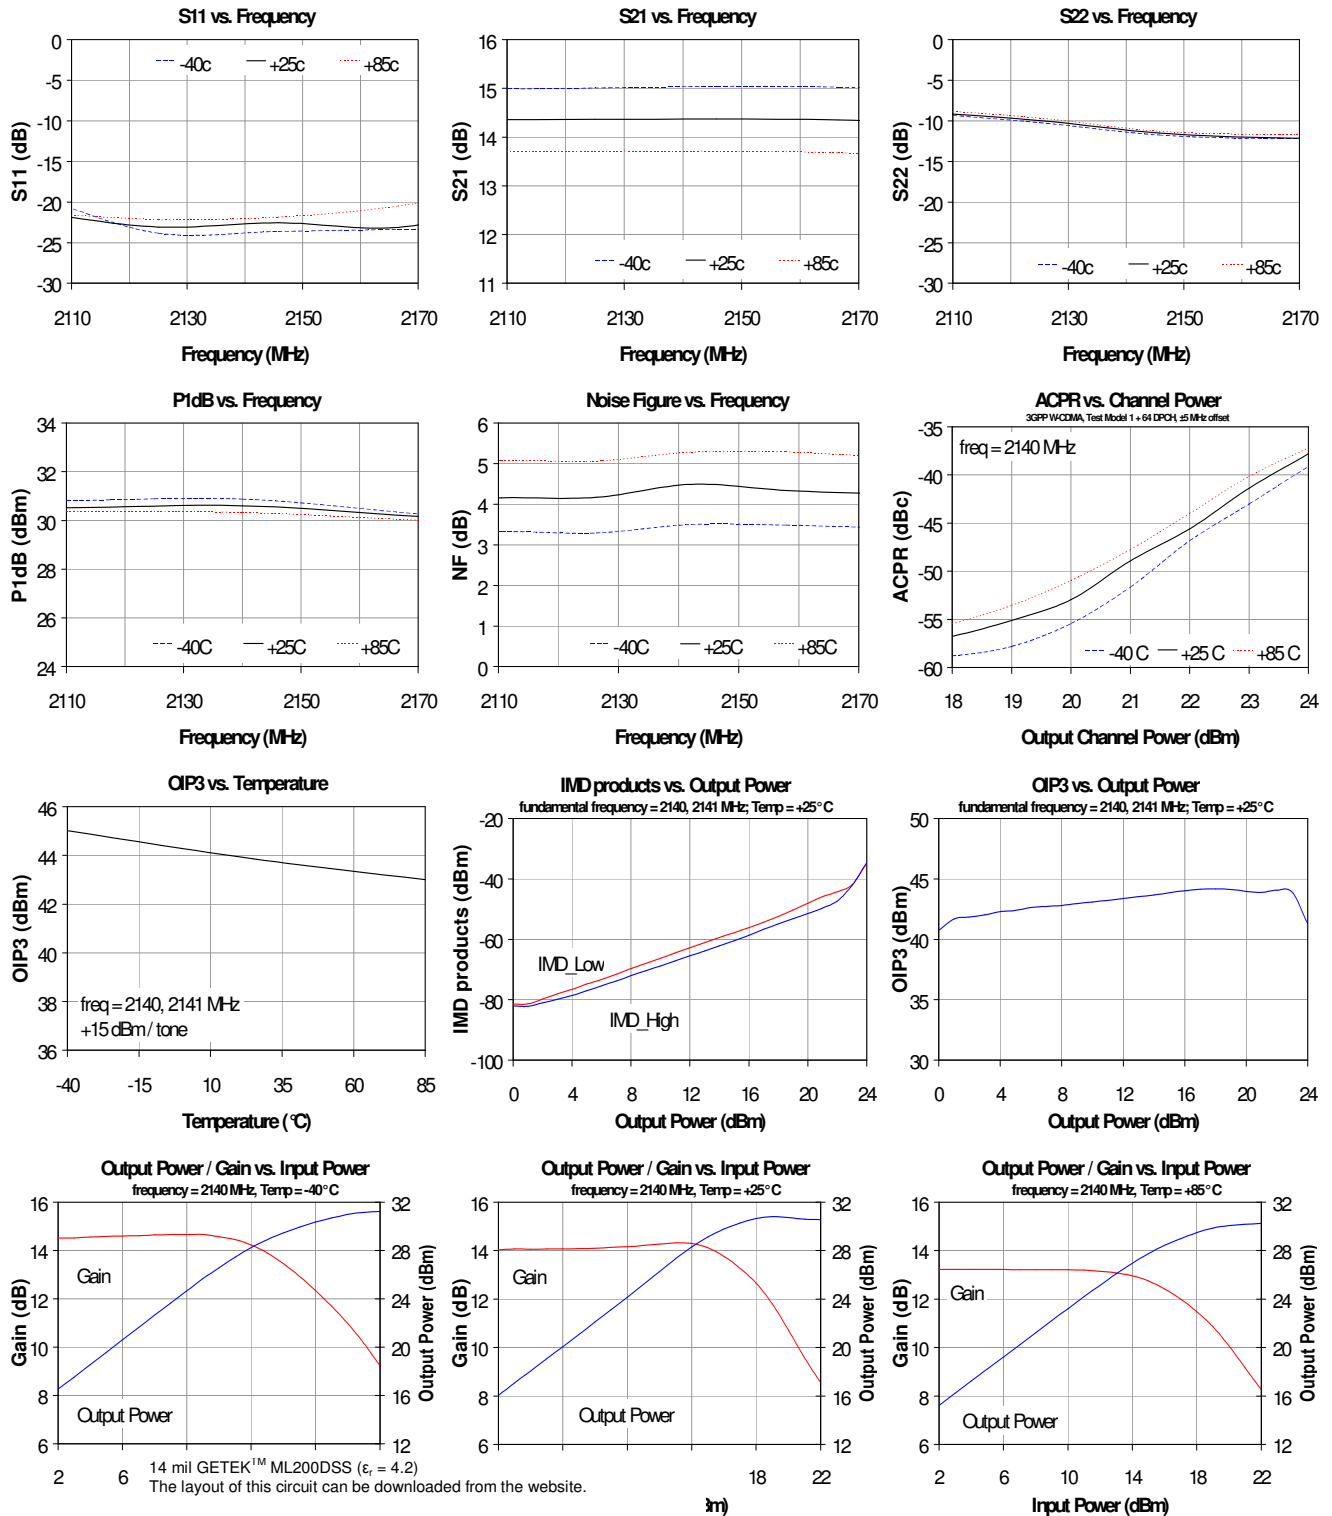 S11 vs. Frequency
0
-5
-10
-15
-20
-25
-30
S11 (dB)
-40c +25c +85c
2110 2130 2150 2170
Frequency (MHz)
S21 vs. Frequency
16
15
14
13
12
11
S21 (dB)
-40c +25c +85c
2110 2130 2150 2170
Frequency (MHz)
S22 vs. Frequency
0
-5
-10
-15
-20
-25
-30
S22 (dB)
-40c +25c +85c
2110 2130 2150 2170
Frequency (MHz)
P1dB vs. Frequency
34
32
30
28
26
24
P1dB (dBm)
-40C +25C +85C
2110 2130 2150 2170
Frequency (MHz)
Noise Figure vs. Frequency
6
5
4
3
2
1
0
NF (dB)
-40C +25C +85C
2110 2130 2150 2170
Frequency (MHz)
ACPR vs. Channel Power
3GPP W-CDMA, Test Model 1 + 64 DPCH, ±5 MHz offset
-35
-40
-45
-50
-55
-60
ACPR (dBc)
freq = 2140 MHz
-40 C +25 C +85 C
18 19 20 21 22 23 24
Output Channel Power (dBm)
OIP3 vs. Temperature
46
44
42
40
38
36
OIP3 (dBm)
freq = 2140, 2141 MHz
+15 dBm / tone
-40 -15 10 35 60 85
Temperature (°C)
IMD products vs. Output Power
fundamental frequency = 2140, 2141 MHz; Temp = +25° C
-20
-40
-60
-80
-100
IMD products (dBm)
IMD_Low
IMD_High
0 4 8 12 16 20 24
Output Power (dBm)
OIP3 vs. Output Power
fundamental frequency = 2140, 2141 MHz; Temp = +25° C
50
45
40
35
30
OIP3 (dBm)
0 4 8 12 16 20 24
Output Power (dBm)
Output Power / Gain vs. Input Power
frequency = 2140 MHz, Temp = -40° C
16
14
12
10
8
6
Gain (dB)
Gain
Output Power
32
28
24
20
16
12
Output Power (dBm)
2 6
Output Power / Gain vs. Input Power
frequency = 2140 MHz, Temp = +25° C
16
14
12
10
8
6
Gain (dB)
Gain
Output Power
32
28
24
20
16
12
Output Power (dBm)
18 22
3m)
Output Power / Gain vs. Input Power
frequency = 2140 MHz, Temp = +85° C
16
14
12
10
8
6
Gain (dB)
Gain
Output Power
32
28
24
20
16
12
Output Power (dBm)
2 6 10 14 18 22
Input Power (dBm)
14 mil GETEK™ ML200DSS (εr = 4.2)
The layout of this circuit can be downloaded from the website.